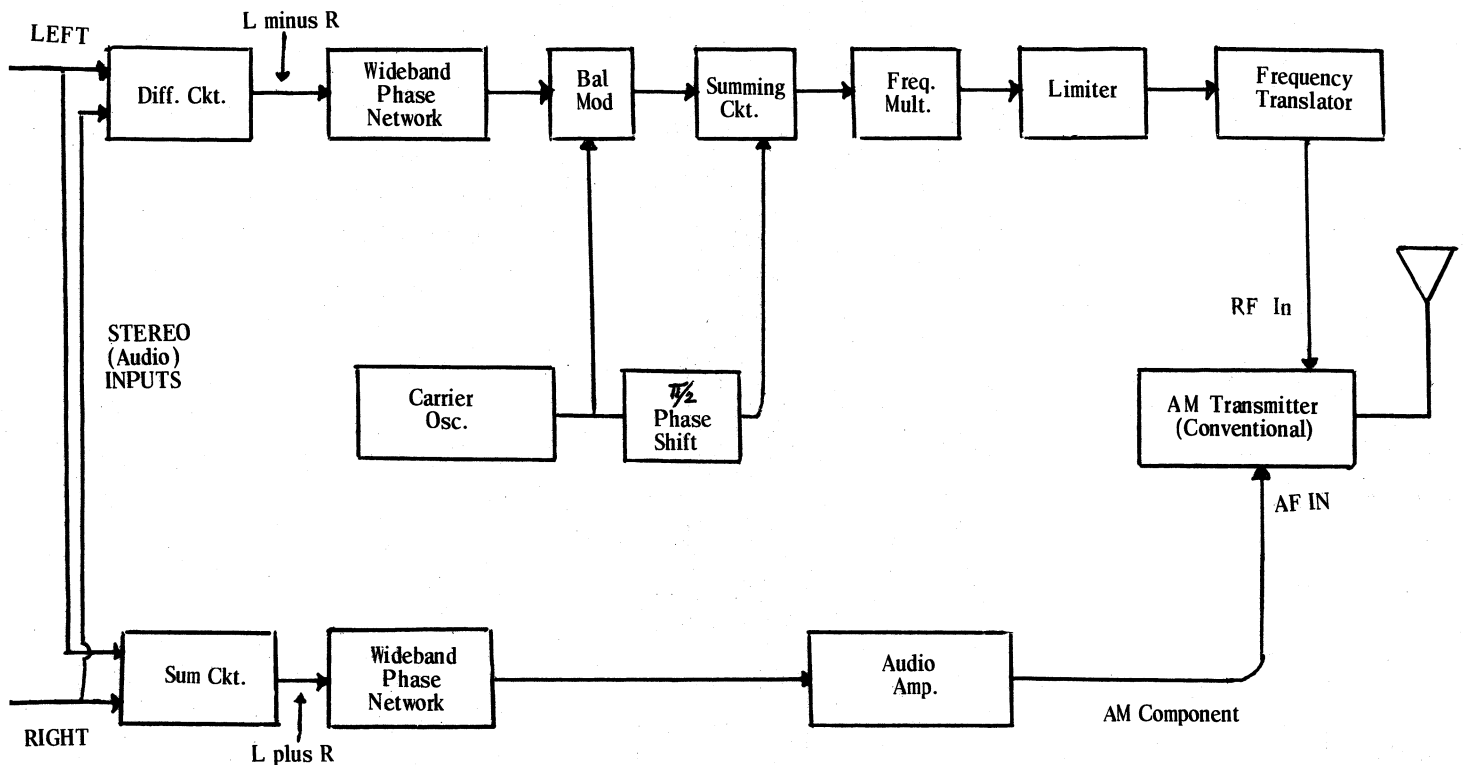 L minus R
LEFT
Diff. Ckt.
Wideband
Phase
Network
Bal
Mod
Summing
Ckt.
Freq.
Mult.
Limiter
Frequency
Translator
STEREO
(Audio)
INPUTS
Carrier
Osc.
π/2
Phase
Shift
RF In
AM Transmitter
(Conventional)
AF IN
Sum Ckt.
Wideband
Phase
Network
Audio
Amp.
AM Component
RIGHT
L plus R